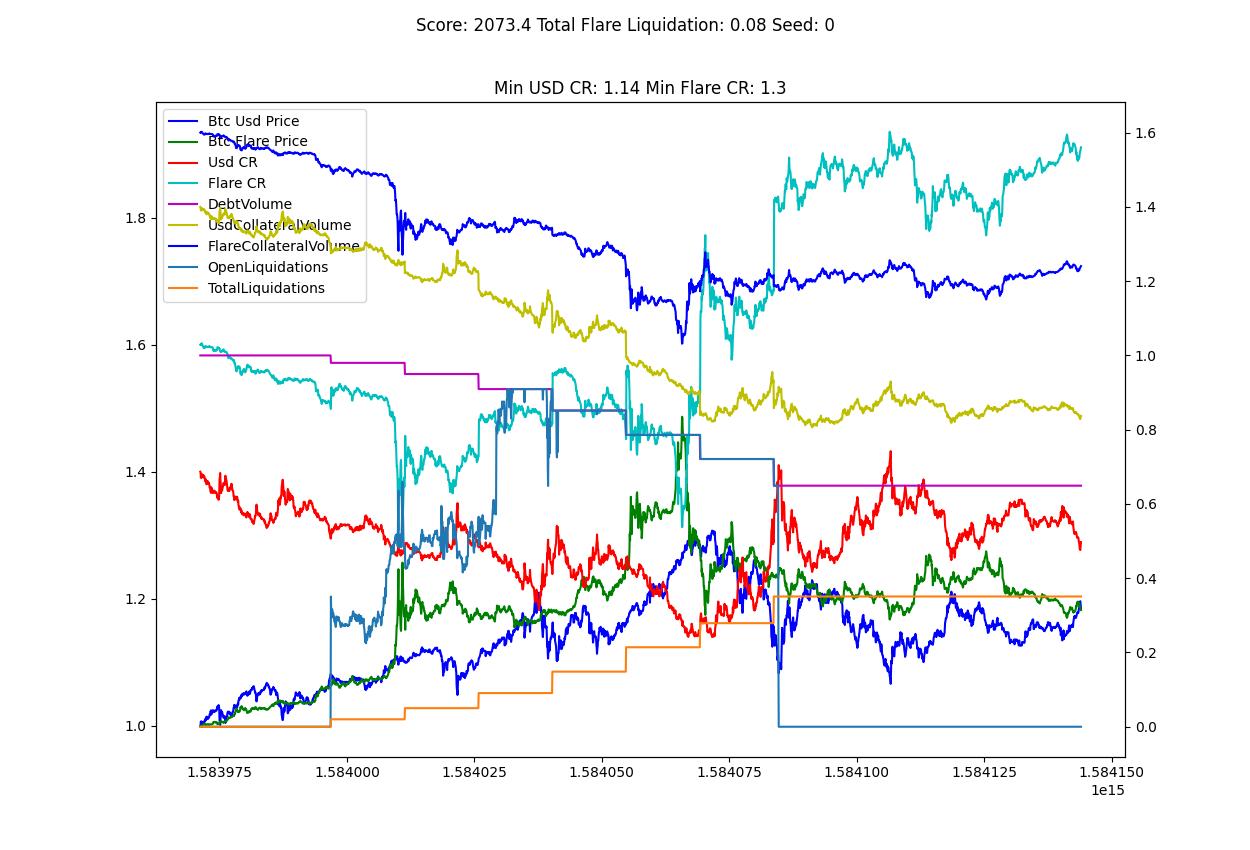 Score: 2073.4 Total Flare Liquidation: 0.08 Seed: 0
Min USD CR: 1.14 Min Flare CR: 1.3
Btc Usd Price
Btc Flare Price
Usd CR
Flare CR
DebtVolume
UsdCollateralVolume
FlareCollateralVolume
OpenLiquidations
TotalLiquidations
1.8
1.6
1.4
1.2
1.0
1.6
1.4
1.2
1.0
0.8
0.6
0.4
0.2
0.0
1.583975 1.584000 1.584025 1.584050 1.584075 1.584100 1.584125 1.584150
1e15